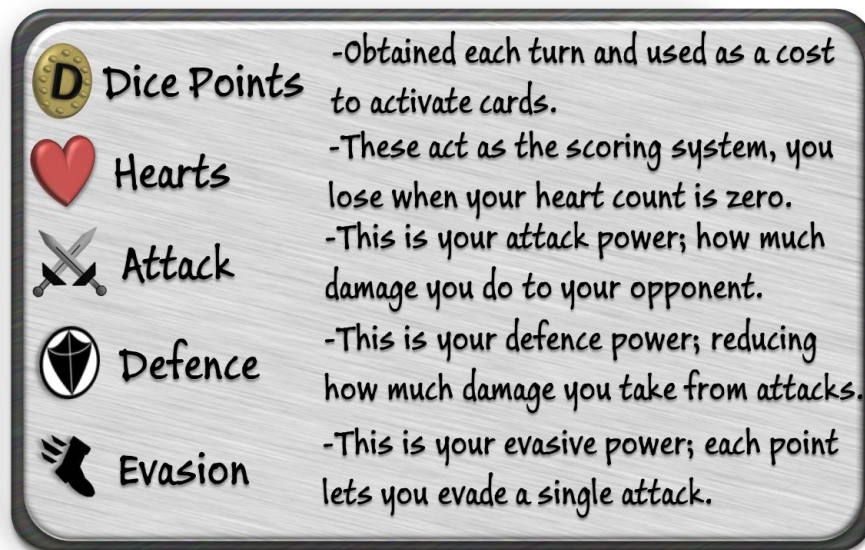 D Dice Points -Obtained each turn and used as a cost
to activate cards.
Hearts -These act as the scoring system, you
lose when your heart count is zero.
Attack -This is your attack power; how much
damage you do to your opponent.
Defence -This is your defence power; reducing
how much damage you take from attacks.
Evasion -This is your evasive power; each point
lets you evade a single attack.